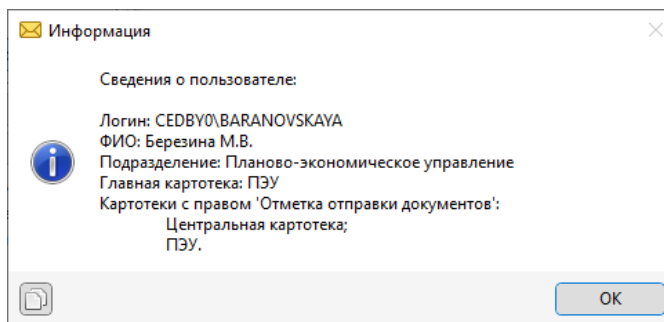 Информация
Сведения о пользователе:
Логин: CEDBY0\BARANOVSKAYA
ФИО: Березина М.В.
Подразделение: Планово-экономическое управление
Главная картотека: ПЭУ
Картотеки с правом 'Отметка отправки документов':
Центральная картотека;
ПЭУ.
OK